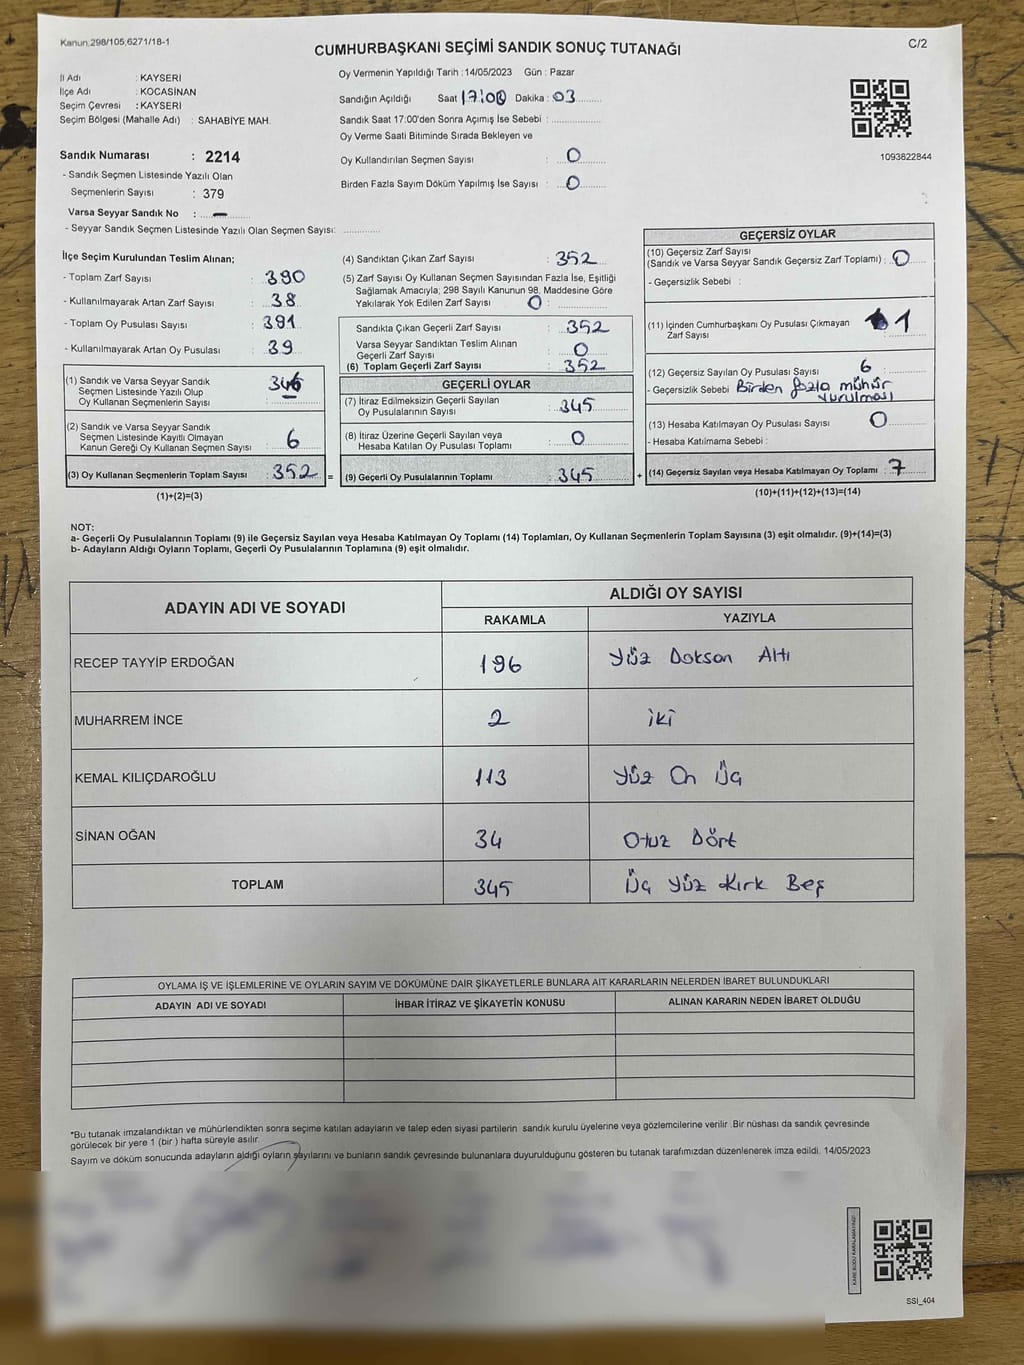 Kanun,298/105,6271/18-1
C/2
CUMHURBAŞKANI SEÇİMİ SANDIK SONUÇ TUTANAĞI
İl Adı : KAYSERİ
İlçe Adı : KOCASİNAN
Seçim Çevresi : KAYSERİ
Seçim Bölgesi (Mahalle Adı) : SAHABİYE MAH.
Sandık Numarası : 2214
- Sandık Seçmen Listesinde Yazılı Olan
Seçmenlerin Sayısı : 379
Varsa Seyyar Sandık No : –
- Seyyar Sandık Seçmen Listesinde Yazılı Olan Seçmen Sayısı: ..............
Oy Vermenin Yapıldığı Tarih :14/05/2023 Gün : Pazar
Sandığın Açıldığı Saat 17:00 Dakika : 03
Sandık Saat 17:00'den Sonra Açımış İse Sebebi : ..................
Oy Verme Saati Bitiminde Sırada Bekleyen ve
Oy Kullandırılan Seçmen Sayısı : 0
Birden Fazla Sayım Döküm Yapılmış İse Sayısı : 0
1093822844
İlçe Seçim Kurulundan Teslim Alınan;
- Toplam Zarf Sayısı : 390
- Kullanılmayarak Artan Zarf Sayısı : 38
- Toplam Oy Pusulası Sayısı : 391
- Kullanılmayarak Artan Oy Pusulası : 39
(1) Sandık ve Varsa Seyyar Sandık
Seçmen Listesinde Yazılı Olup
Oy Kullanan Seçmenlerin Sayısı : 346
(2) Sandık ve Varsa Seyyar Sandık
Seçmen Listesinde Kayıtlı Olmayan
Kanun Gereği Oy Kullanan Seçmen Sayısı : 6
(3) Oy Kullanan Seçmenlerin Toplam Sayısı : 352 =
(1)+(2)=(3)
(4) Sandıktan Çıkan Zarf Sayısı : 352
(5) Zarf Sayısı Oy Kullanan Seçmen Sayısından Fazla İse, Eşitliği
Sağlamak Amacıyla, 298 Sayılı Kanunun 98. Maddesine Göre
Yakılarak Yok Edilen Zarf Sayısı 0 :
Sandıkta Çıkan Geçerli Zarf Sayısı : 352
Varsa Seyyar Sandıktan Teslim Alınan
Geçerli Zarf Sayısı : 0
(6) Toplam Geçerli Zarf Sayısı : 352
GEÇERLİ OYLAR
(7) İtiraz Edilmeksizin Geçerli Sayılan
Oy Pusulalarının Sayısı : 345
(8) İtiraz Üzerine Geçerli Sayılan veya
Hesaba Katılan Oy Pusulası Toplamı : 0
(9) Geçerli Oy Pusulalarının Toplamı : 345 +
GEÇERSİZ OYLAR
(10) Geçersiz Zarf Sayısı
(Sandık ve Varsa Seyyar Sandık Geçersiz Zarf Toplamı) : 0
- Geçersizlik Sebebi :
(11) İçinden Cumhurbaşkanı Oy Pusulası Çıkmayan
Zarf Sayısı : 1
(12) Geçersiz Sayılan Oy Pusulası Sayısı : 6
- Geçersizlik Sebebi Birden fazla mühür
vurulması
(13) Hesaba Katılmayan Oy Pusulası Sayısı : 0
- Hesaba Katılmama Sebebi :
(14) Geçersiz Sayılan veya Hesaba Katılmayan Oy Toplamı : 7
(10)+(11)+(12)+(13)=(14)
NOT:
a- Geçerli Oy Pusulalarının Toplamı (9) ile Geçersiz Sayılan veya Hesaba Katılmayan Oy Toplamı (14) Toplamları, Oy Kullanan Seçmenlerin Toplam Sayısına (3) eşit olmalıdır. (9)+(14)=(3)
b- Adayların Aldığı Oyların Toplamı, Geçerli Oy Pusulalarının Toplamına (9) eşit olmalıdır.
ADAYIN ADI VE SOYADI
ALDIĞI OY SAYISI
RAKAMLA YAZIYLA
RECEP TAYYİP ERDOĞAN 196 Yüz Doksan Altı
MUHARREM İNCE 2 iki
KEMAL KILIÇDAROĞLU 113 Yüz On Üç
SİNAN OĞAN 34 Otuz Dört
TOPLAM 345 Üç Yüz Kırk Beş
OYLAMA İŞ VE İŞLEMLERİNE VE OYLARIN SAYIM VE DÖKÜMÜNE DAİR ŞİKAYETLERLE BUNLARA AİT KARARLARIN NELERDEN İBARET BULUNDUKLARI
ADAYIN ADI VE SOYADI İHBAR İTİRAZ VE ŞİKAYETİN KONUSU ALINAN KARARIN NEDEN İBARET OLDUĞU
*Bu tutanak imzalandıktan ve mühürlendikten sonra seçime katılan adayların ve talep eden siyasi partilerin sandık kurulu üyelerine veya gözlemcilerine verilir .Bir nüshası da sandık çevresinde
görülecek bir yere 1 (bir ) hafta süreyle asılır.
Sayım ve döküm sonucunda adayların aldığı oyların sayılarını ve bunların sandık çevresinde bulunanlara duyurulduğunu gösteren bu tutanak tarafımızdan düzenlenerek imza edildi. 14/05/2023
KARE KODU KARALAMAYINIZ!
SSI_404